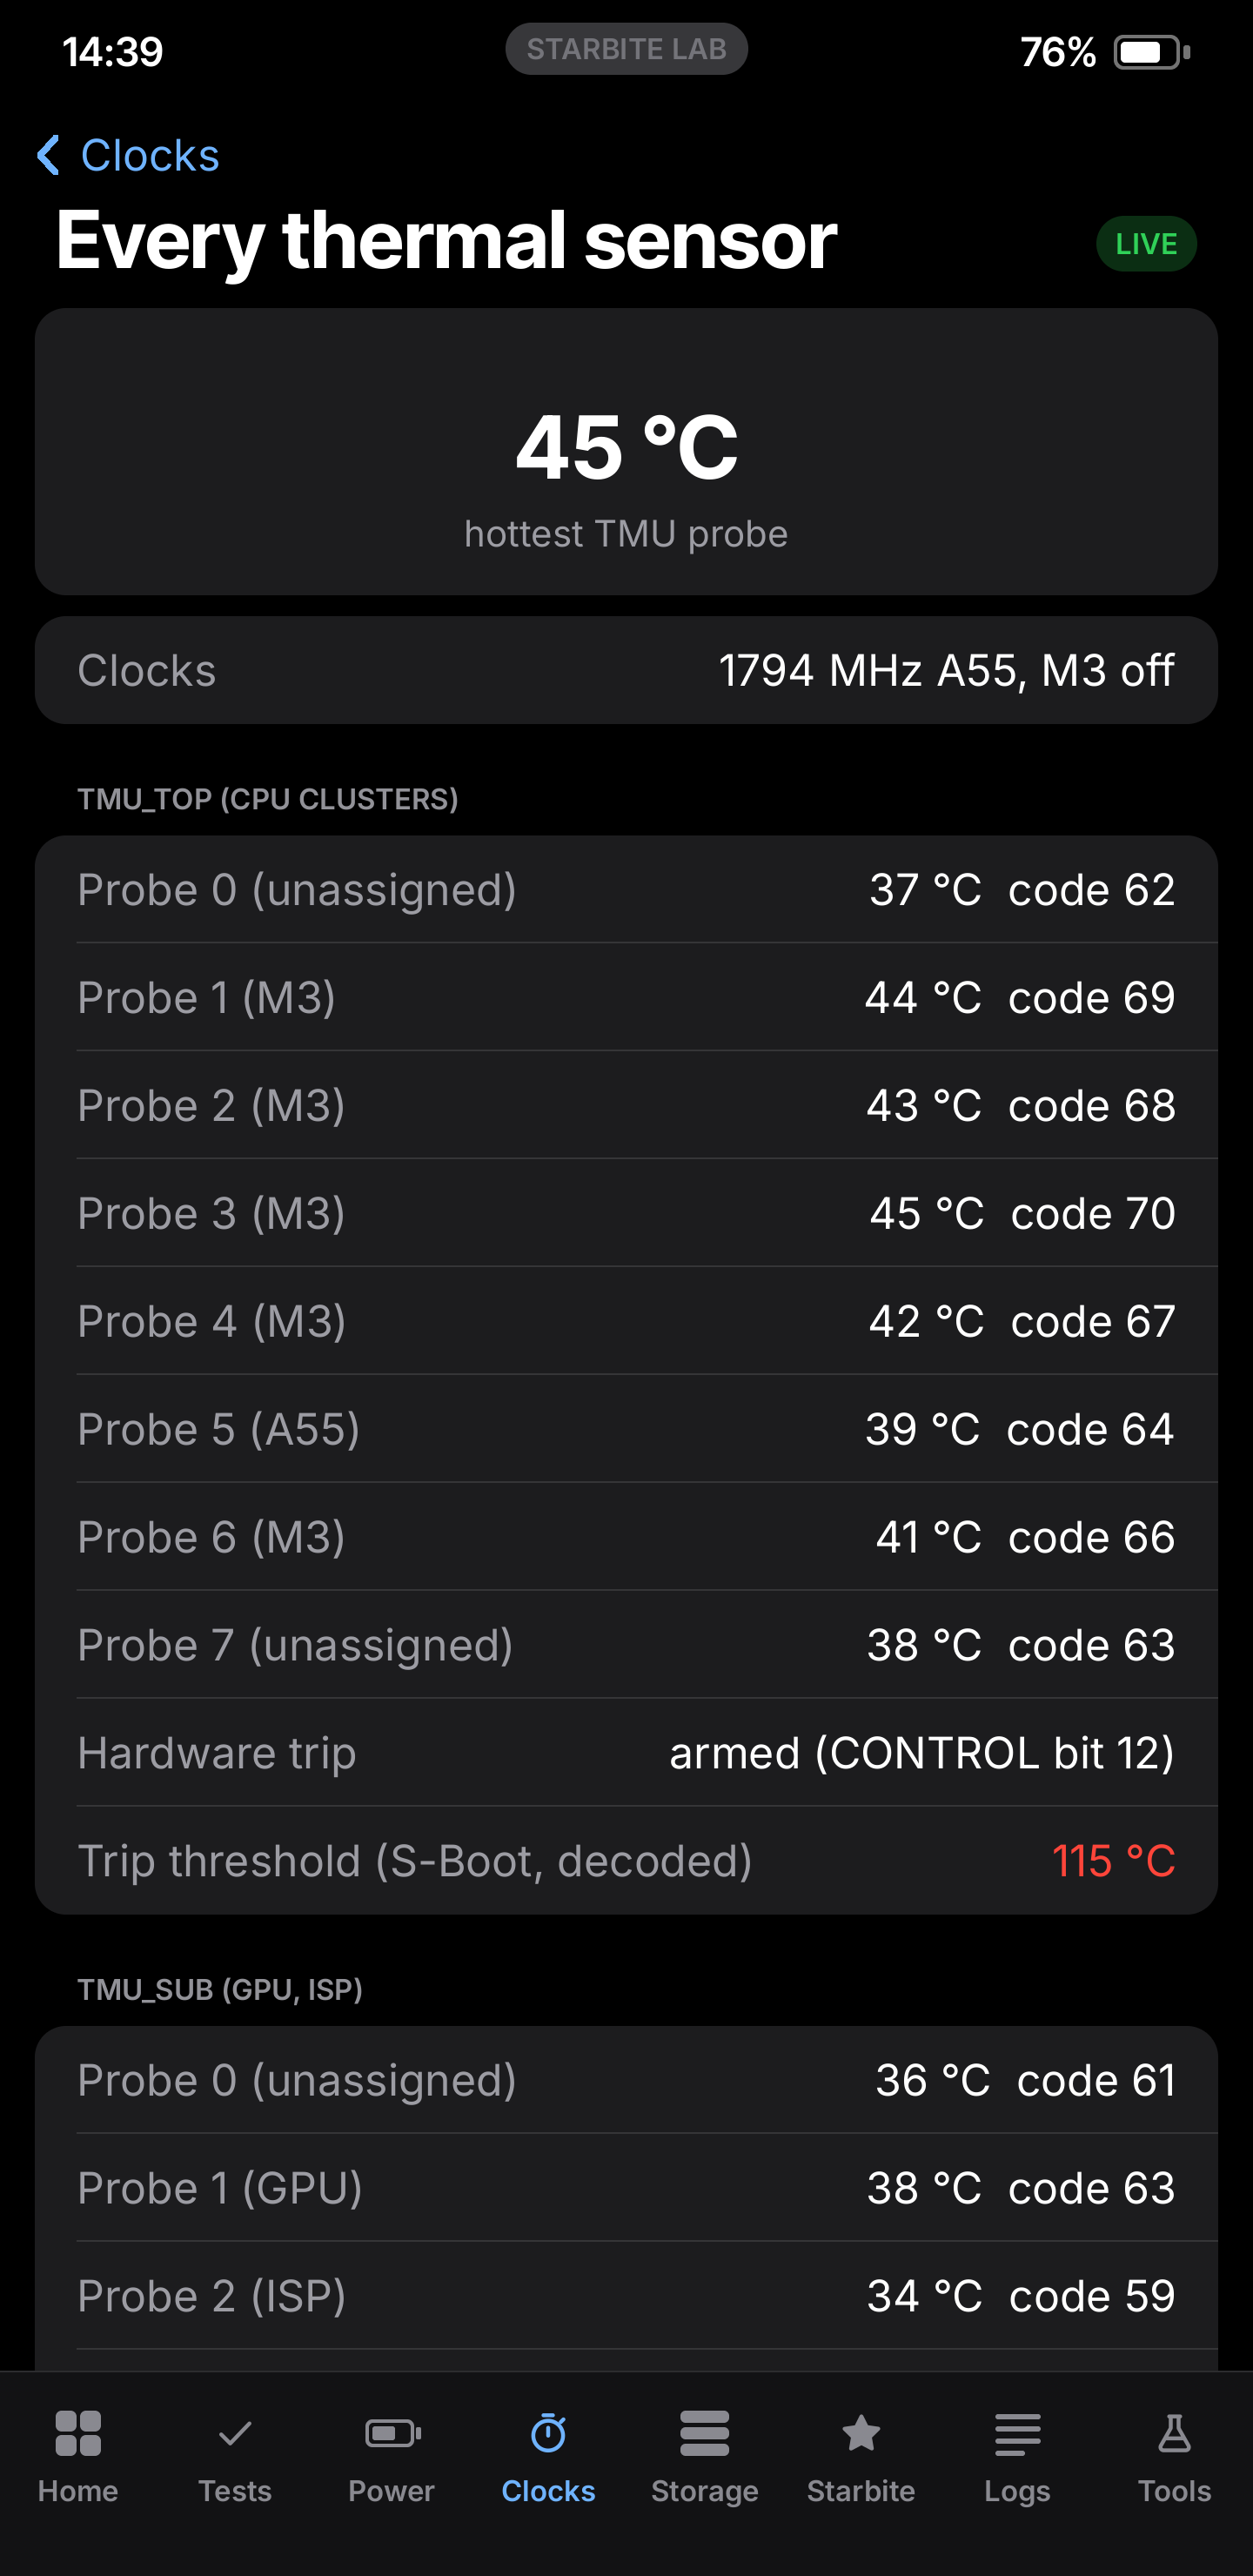 14:39
STARBITE LAB
76%
Clocks
Every thermal sensor
LIVE
45 °C
hottest TMU probe
Clocks 1794 MHz A55, M3 off
TMU_TOP (CPU CLUSTERS)
Probe 0 (unassigned) 37 °C code 62
Probe 1 (M3) 44 °C code 69
Probe 2 (M3) 43 °C code 68
Probe 3 (M3) 45 °C code 70
Probe 4 (M3) 42 °C code 67
Probe 5 (A55) 39 °C code 64
Probe 6 (M3) 41 °C code 66
Probe 7 (unassigned) 38 °C code 63
Hardware trip armed (CONTROL bit 12)
Trip threshold (S-Boot, decoded) 115 °C
TMU_SUB (GPU, ISP)
Probe 0 (unassigned) 36 °C code 61
Probe 1 (GPU) 38 °C code 63
Probe 2 (ISP) 34 °C code 59
Home Tests Power Clocks Storage Starbite Logs Tools